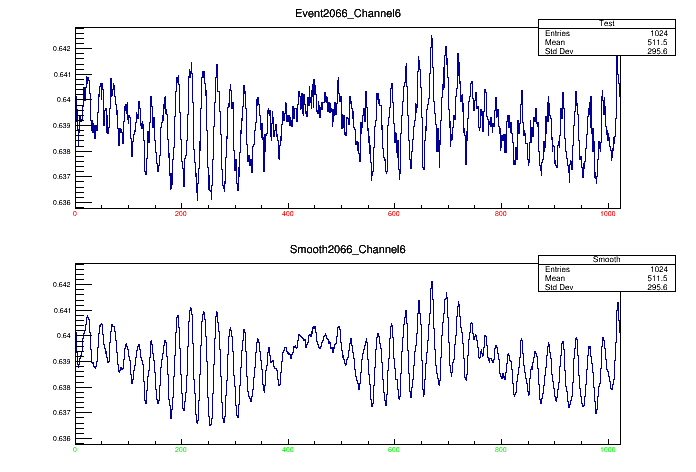 Event2066_Channel6
Test
Entries 1024
Mean 511.5
Std Dev 295.6
0.642
0.641
0.64
0.639
0.638
0.637
0.636
0 200 400 600 800 1000
Smooth2066_Channel6
Smooth
Entries 1024
Mean 511.5
Std Dev 295.6
0.642
0.641
0.64
0.639
0.638
0.637
0.636
0 200 400 600 800 1000